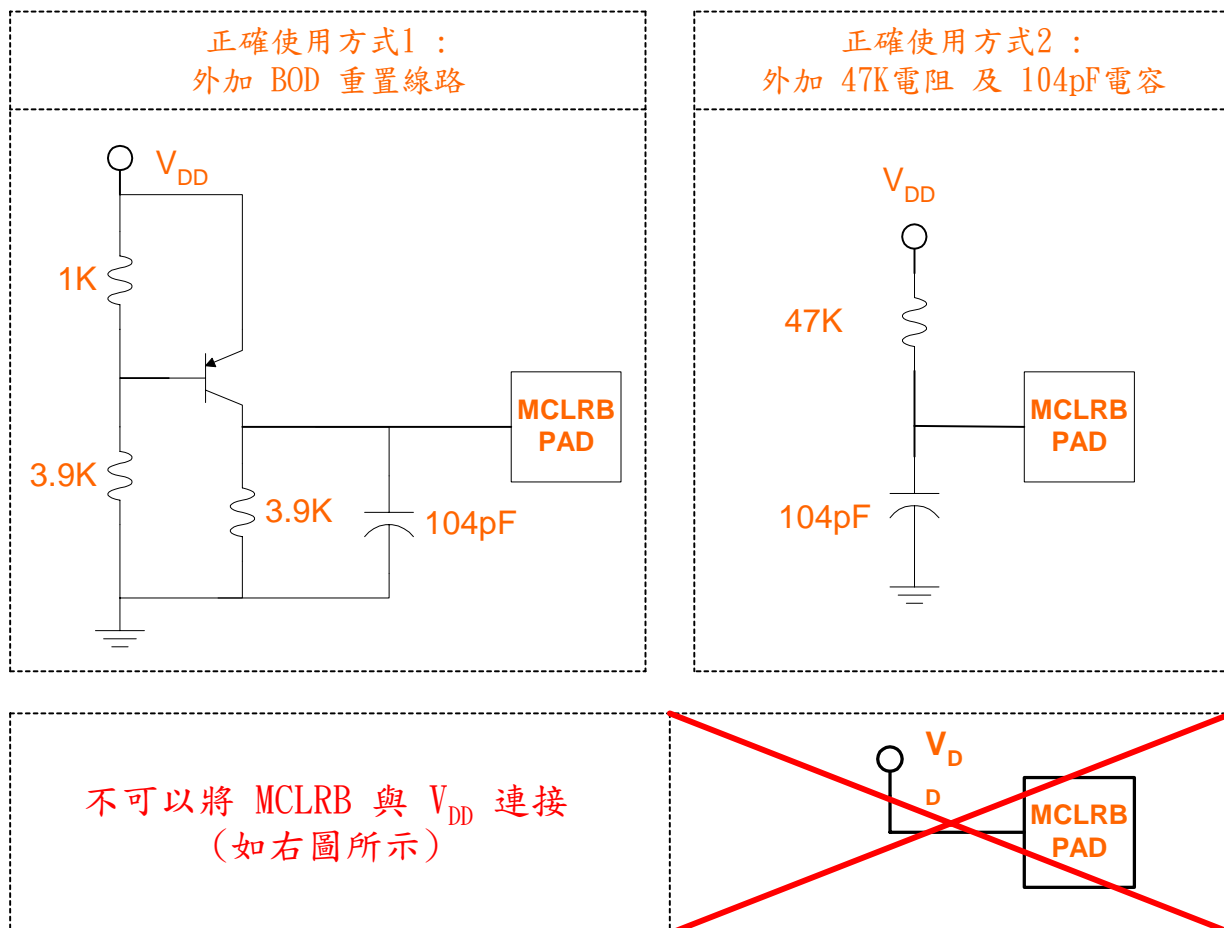 正確使用方式1 :
外加 BOD 重置線路
VDD
1K
3.9K
3.9K
104pF
MCLRB
PAD
正確使用方式2 :
外加 47K電阻 及 104pF電容
VDD
47K
104pF
MCLRB
PAD
不可以將 MCLRB 與 VDD 連接
(如右圖所示)
VD
D
MCLRB
PAD